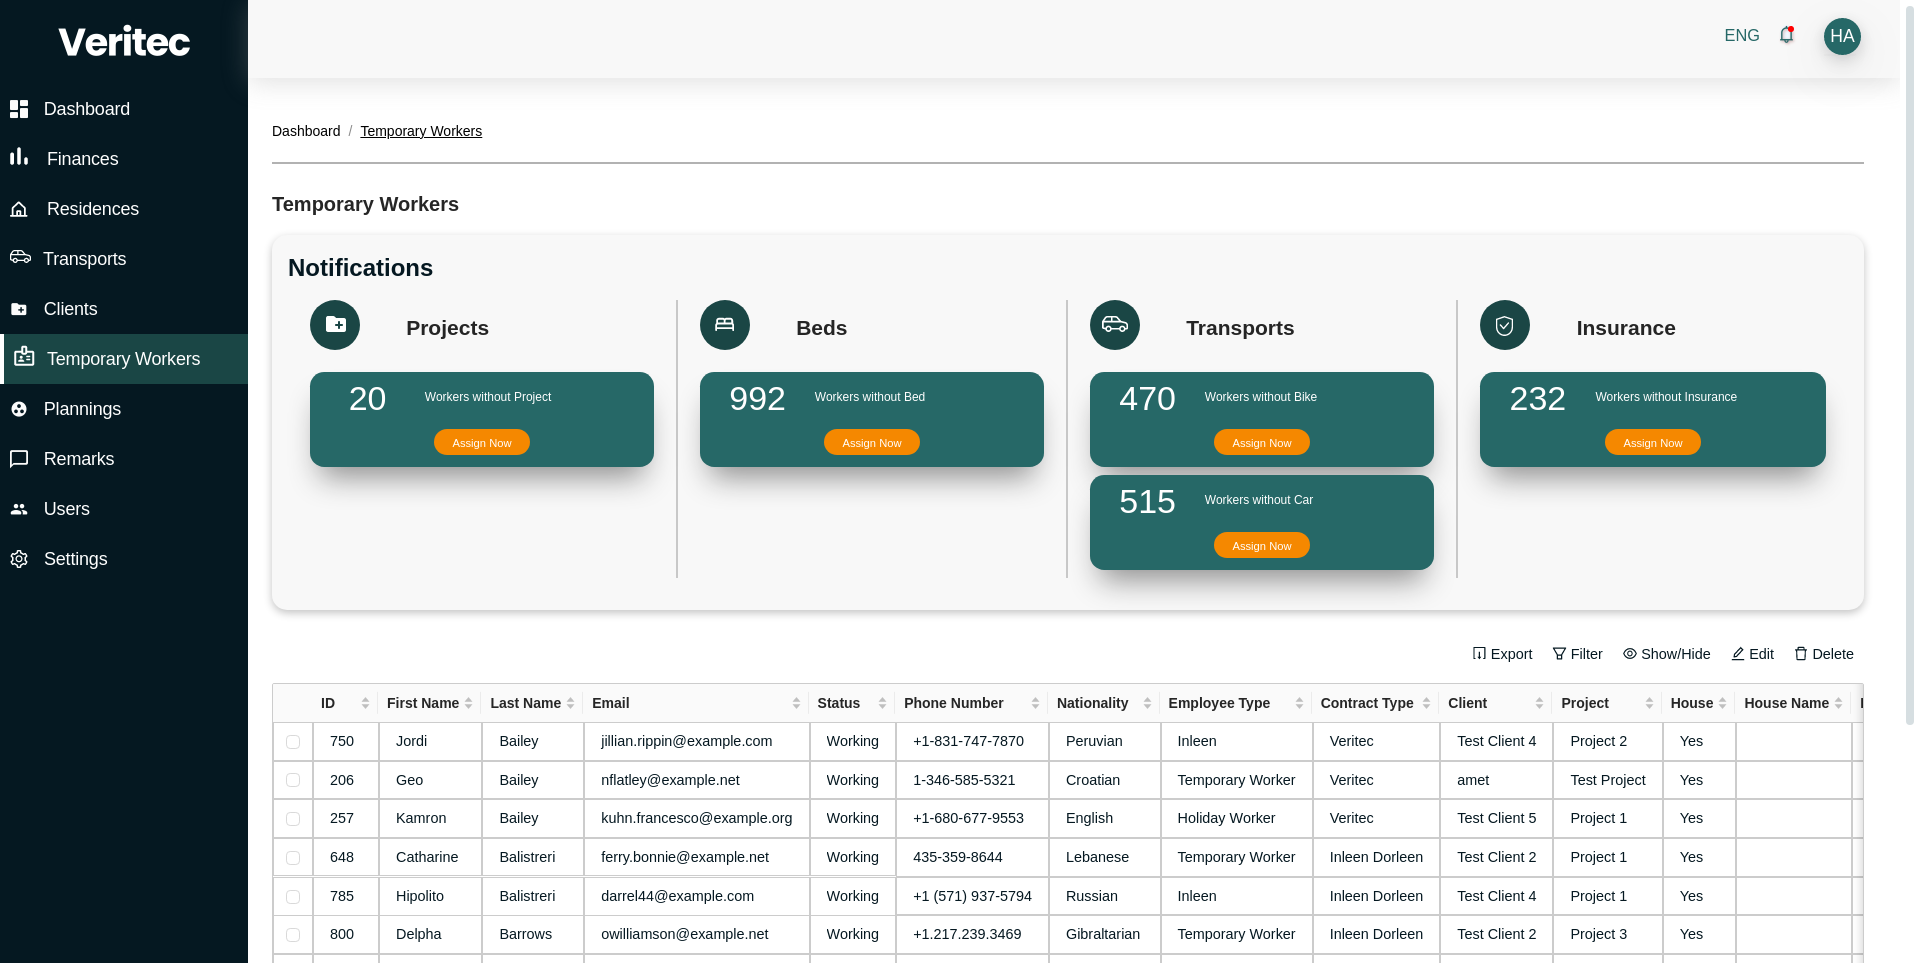 Veritec
ENG
HA
Dashboard
Finances
Residences
Transports
Clients
Temporary Workers
Plannings
Remarks
Users
Settings
Dashboard / Temporary Workers
Temporary Workers
Notifications
Projects
20 Workers without Project
Assign Now
Beds
992 Workers without Bed
Assign Now
Transports
470 Workers without Bike
Assign Now
515 Workers without Car
Assign Now
Insurance
232 Workers without Insurance
Assign Now
Export Filter Show/Hide Edit Delete
ID First Name Last Name Email Status Phone Number Nationality Employee Type Contract Type Client Project House House Name
750 Jordi Bailey jillian.rippin@example.com Working +1-831-747-7870 Peruvian Inleen Veritec Test Client 4 Project 2 Yes
206 Geo Bailey nflatley@example.net Working 1-346-585-5321 Croatian Temporary Worker Veritec amet Test Project Yes
257 Kamron Bailey kuhn.francesco@example.org Working +1-680-677-9553 English Holiday Worker Veritec Test Client 5 Project 1 Yes
648 Catharine Balistreri ferry.bonnie@example.net Working 435-359-8644 Lebanese Temporary Worker Inleen Dorleen Test Client 2 Project 1 Yes
785 Hipolito Balistreri darrel44@example.com Working +1 (571) 937-5794 Russian Inleen Inleen Dorleen Test Client 4 Project 1 Yes
800 Delpha Barrows owilliamson@example.net Working +1.217.239.3469 Gibraltarian Temporary Worker Inleen Dorleen Test Client 2 Project 3 Yes